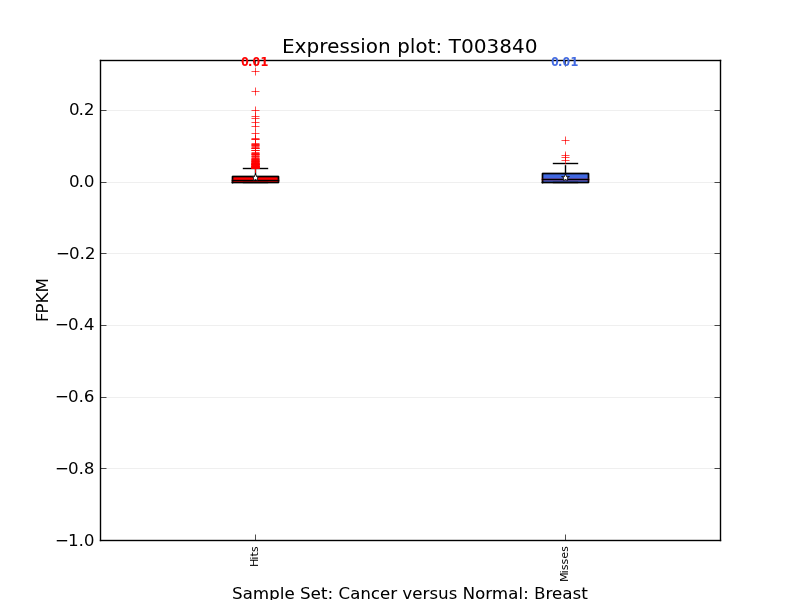 Expression plot: T003840
0.01
0.01
0.2
0.0
−0.2
−0.4
−0.6
−0.8
−1.0
FPKM
Hits
Misses
Sample Set: Cancer versus Normal: Breast